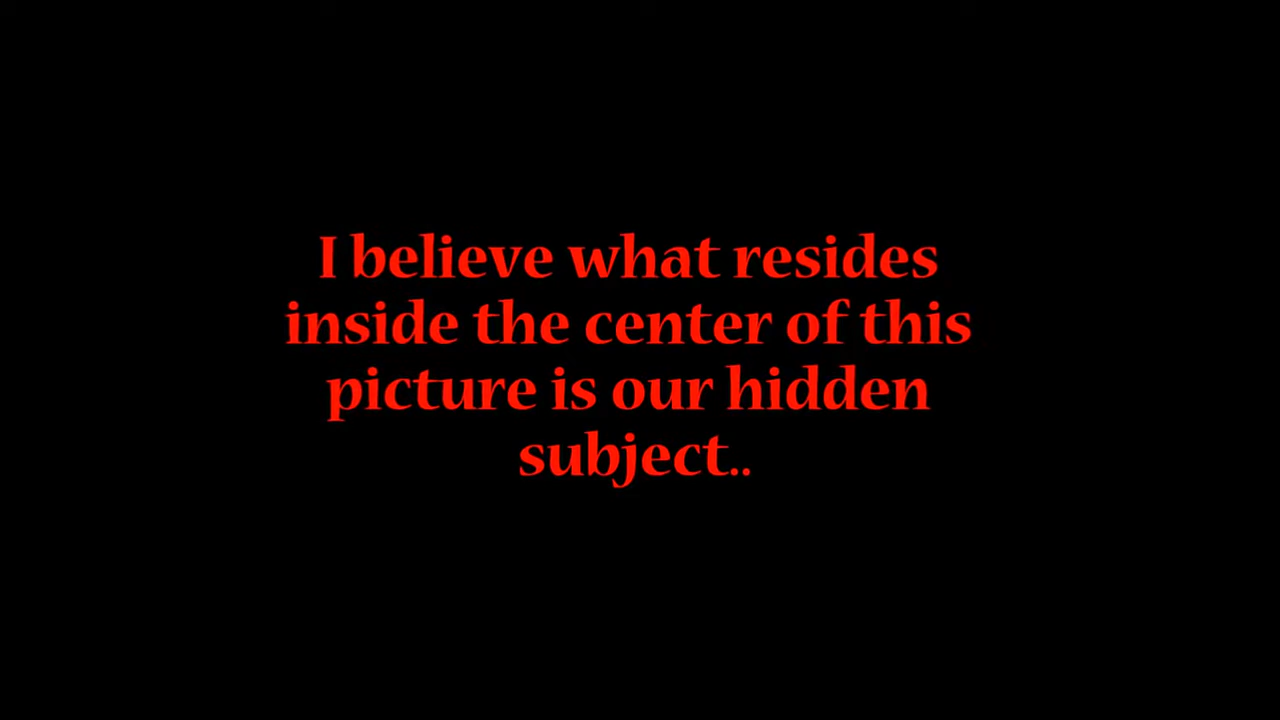 I believe what resides
inside the center of this
picture is our hidden
subject..